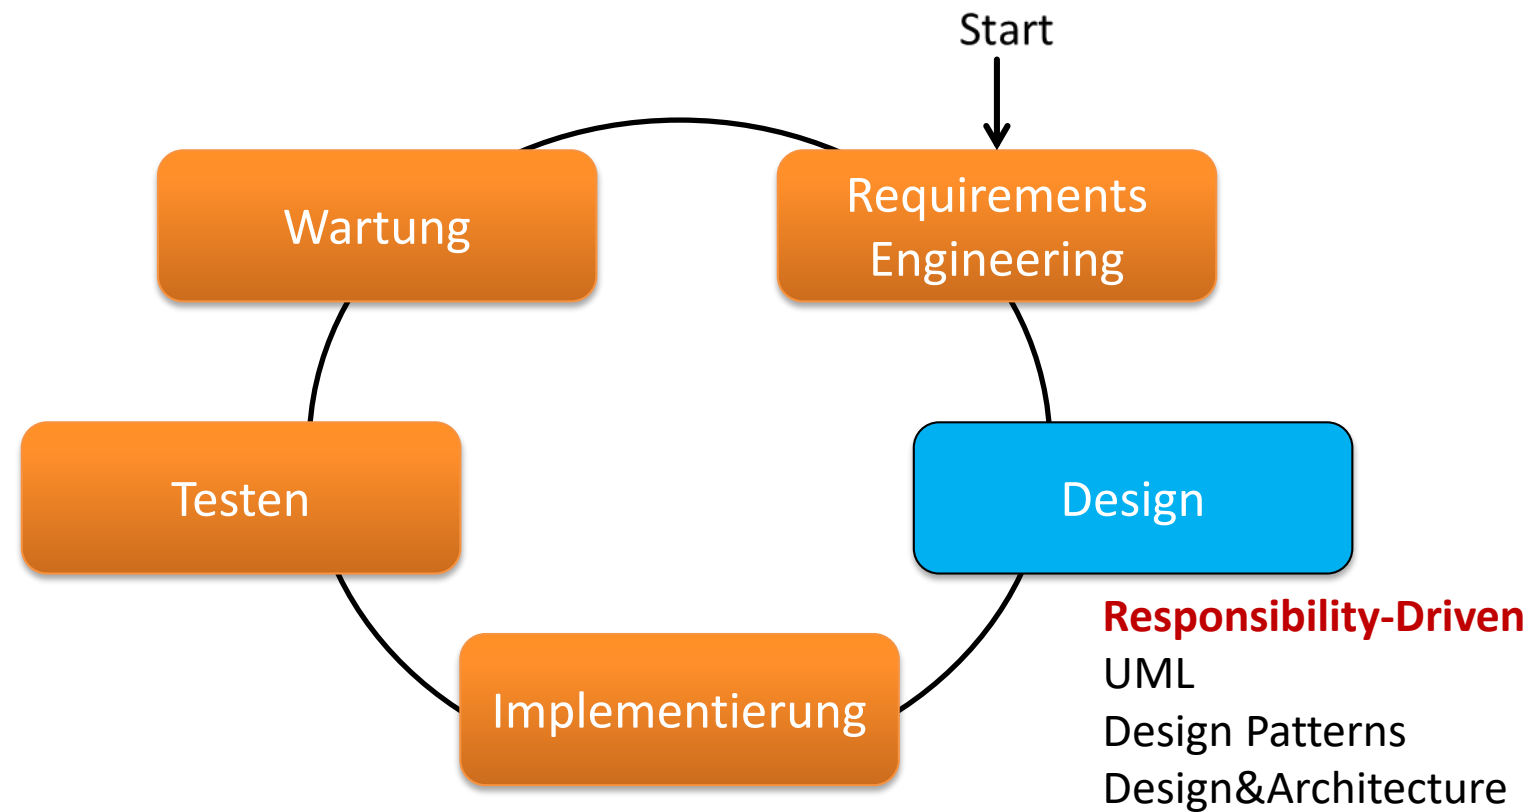 Start
Wartung
Requirements
Engineering
Testen
Design
Implementierung
Responsibility-Driven
UML
Design Patterns
Design&Architecture